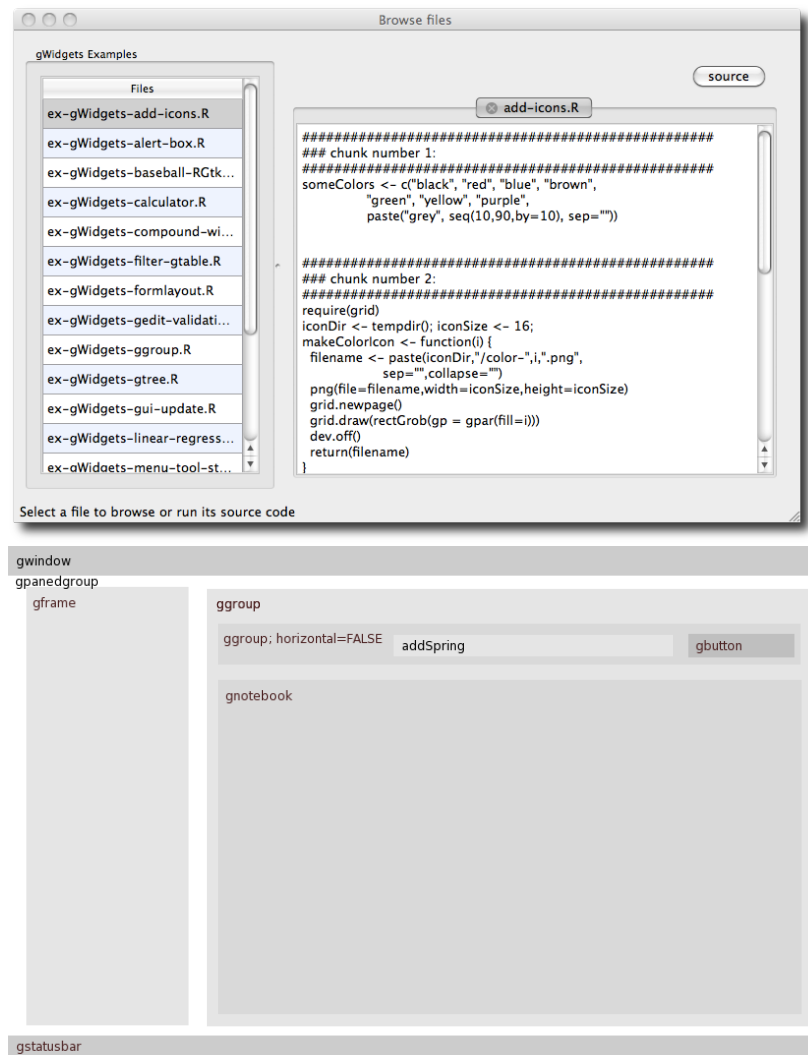 Browse files
gWidgets Examples
Files
ex-gWidgets-add-icons.R
ex-gWidgets-alert-box.R
ex-gWidgets-baseball-RGtk...
ex-gWidgets-calculator.R
ex-gWidgets-compound-wi...
ex-gWidgets-filter-gtable.R
ex-gWidgets-formlayout.R
ex-gWidgets-gedit-validati...
ex-gWidgets-ggroup.R
ex-gWidgets-gtree.R
ex-gWidgets-gui-update.R
ex-gWidgets-linear-regress...
ex-gWidgets-menu-tool-st...
source
add-icons.R
###################################################
### chunk number 1:
###################################################
someColors <- c("black", "red", "blue", "brown",
"green", "yellow", "purple",
paste("grey", seq(10,90,by=10), sep=""))
###################################################
### chunk number 2:
###################################################
require(grid)
iconDir <- tempdir(); iconSize <- 16;
makeColorIcon <- function(i) {
filename <- paste(iconDir,"/color-",i,".png",
sep="",collapse="")
png(file=filename,width=iconSize,height=iconSize)
grid.newpage()
grid.draw(rectGrob(gp = gpar(fill=i)))
dev.off()
return(filename)
}
Select a file to browse or run its source code
gwindow
gpanedgroup
gframe
ggroup
ggroup; horizontal=FALSE
addSpring
gbutton
gnotebook
gstatusbar